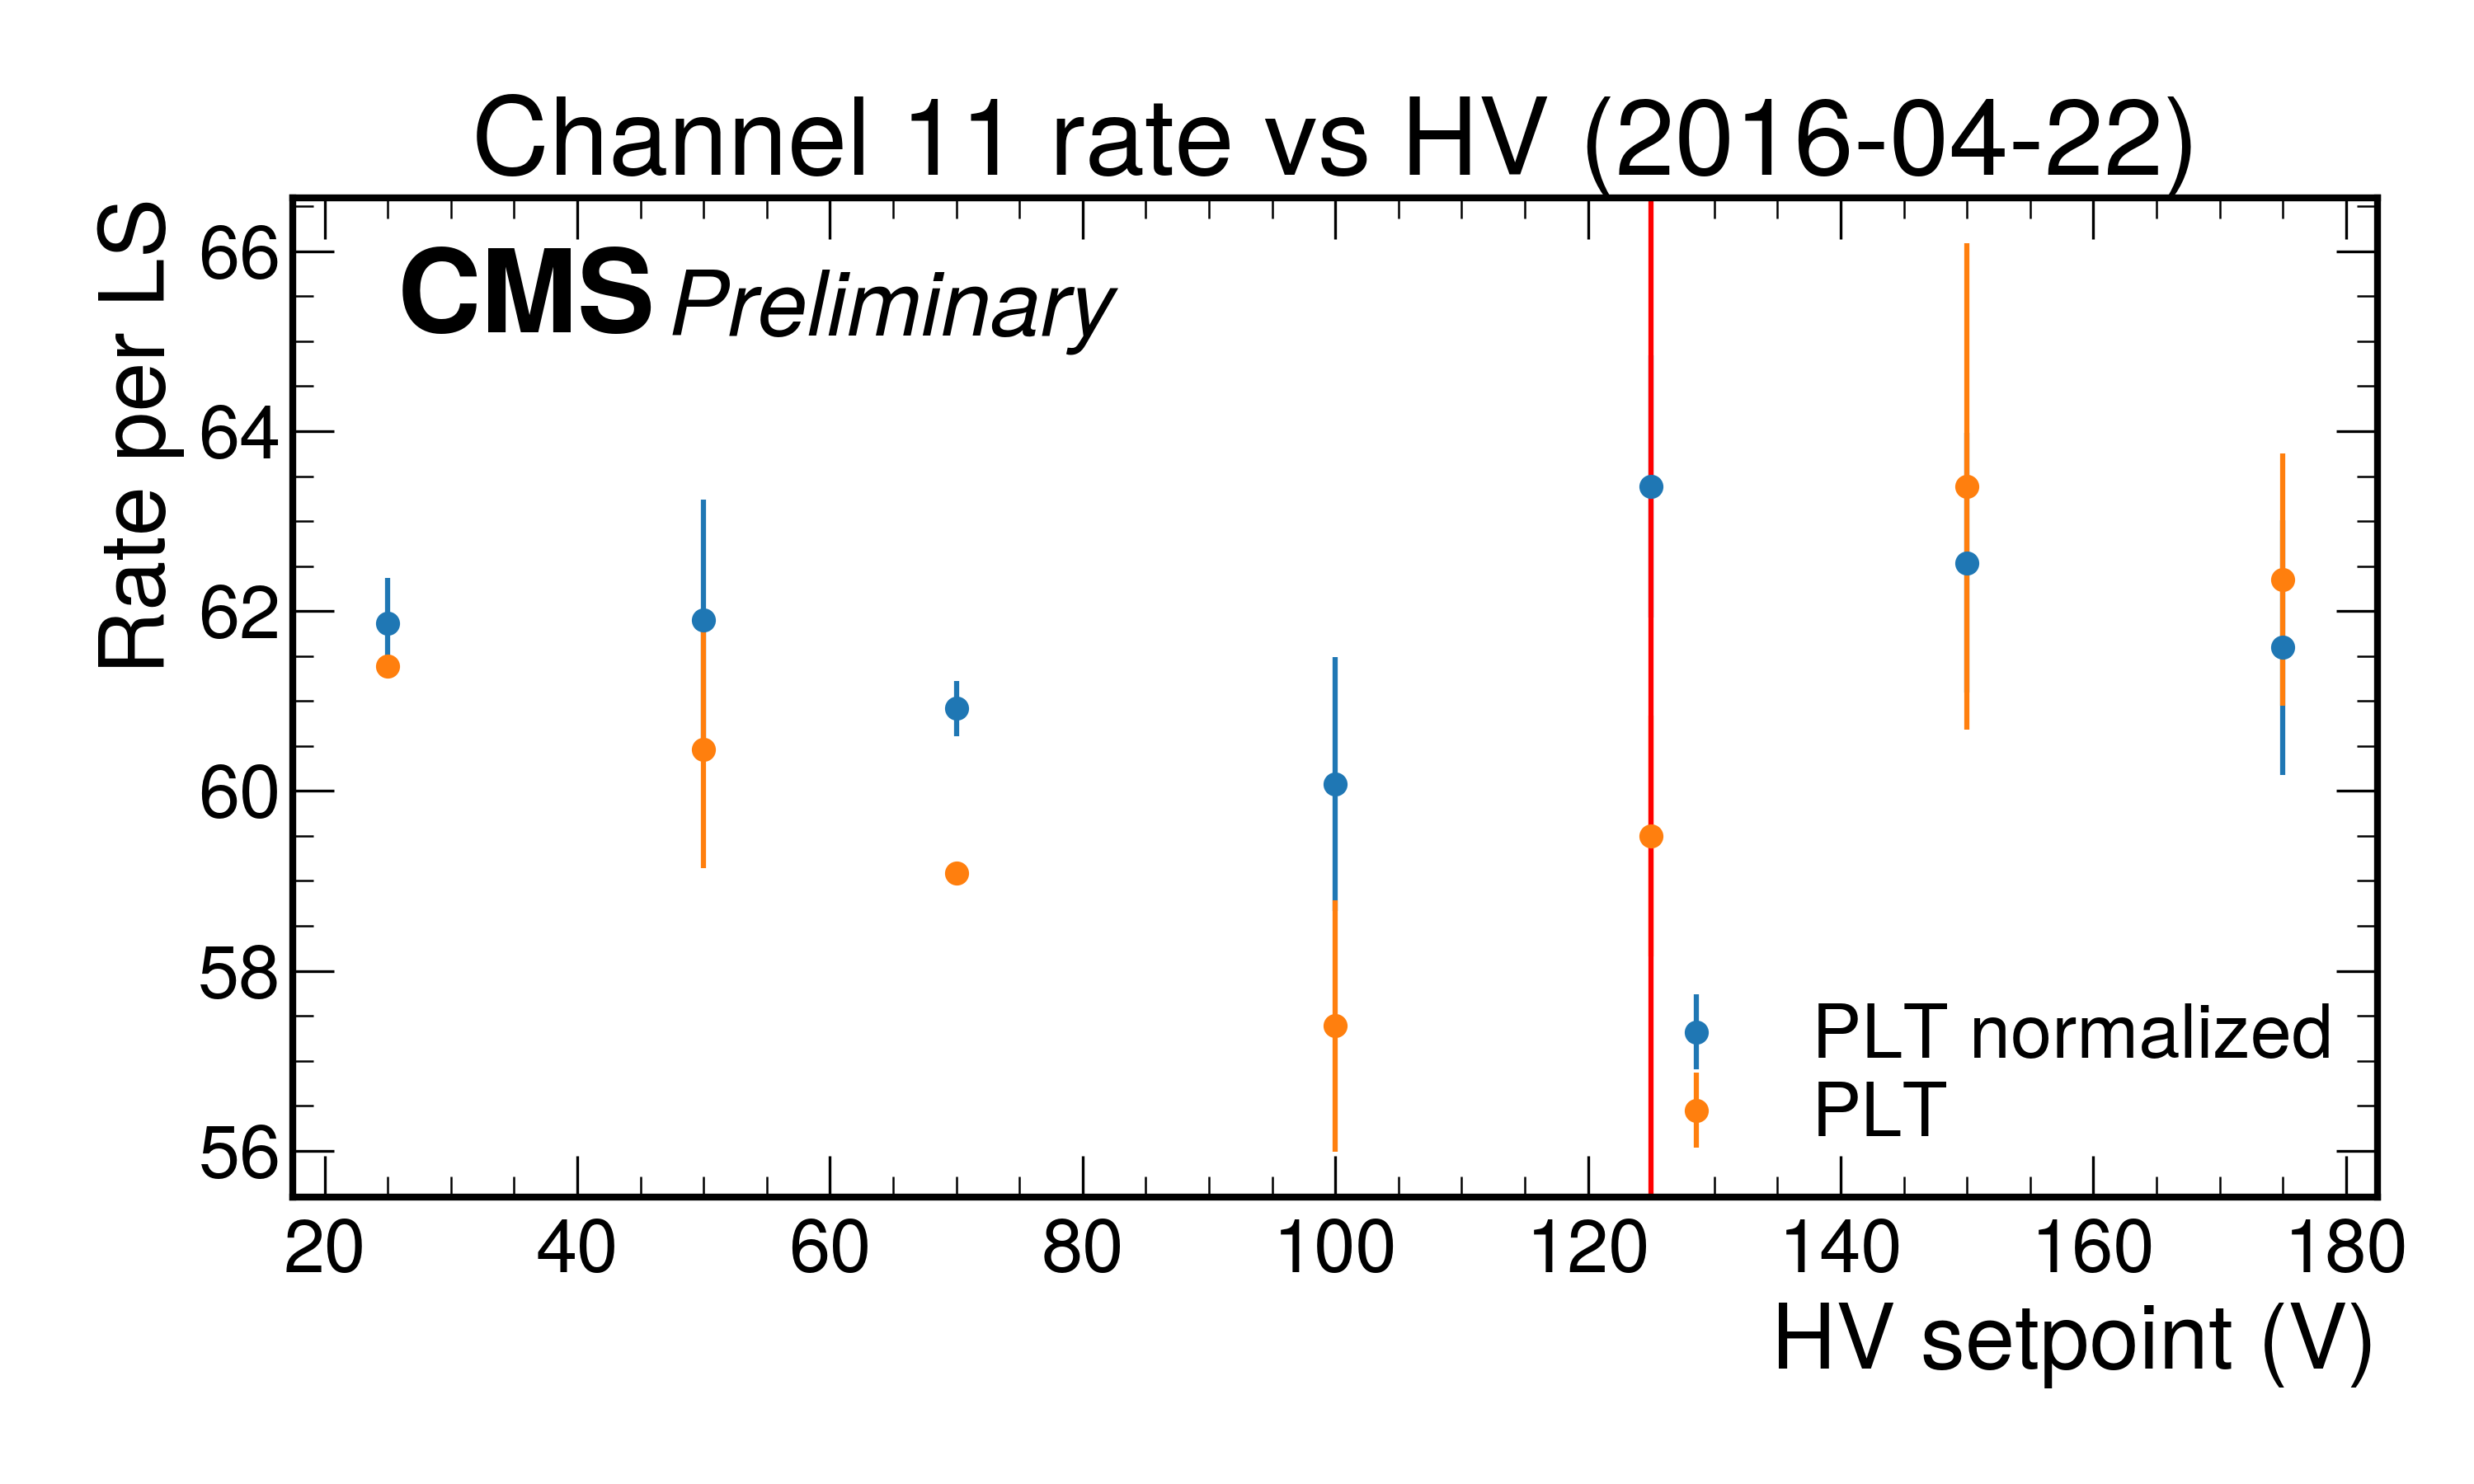 Channel 11 rate vs HV (2016-04-22)
CMS Preliminary
Rate per LS
66
64
62
60
58
56
PLT normalized
PLT
20 40 60 80 100 120 140 160 180
HV setpoint (V)